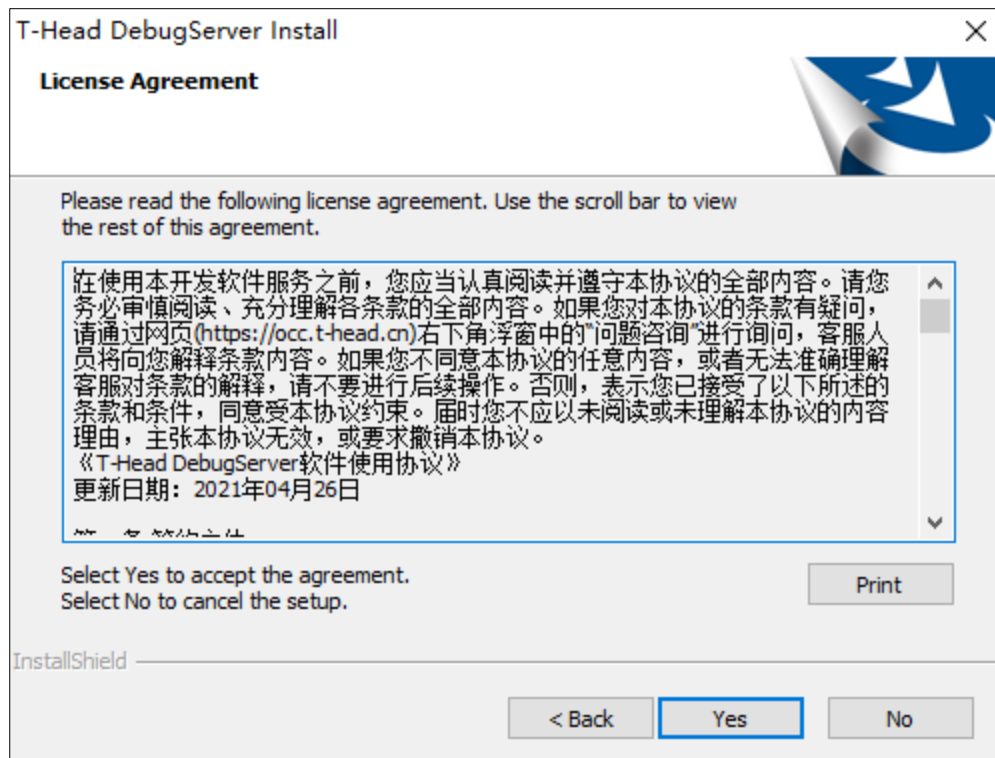 T-Head DebugServer Install
License Agreement
Please read the following license agreement. Use the scroll bar to view
the rest of this agreement.
在使用本开发软件服务之前，您应当认真阅读并遵守本协议的全部内容。请您
务必审慎阅读、充分理解各条款的全部内容。如果您对本协议的条款有疑问，
请通过网页(https://occ.t-head.cn)右下角浮窗中的"问题咨询"进行询问，客服人
员将向您解释条款内容。如果您不同意本协议的任意内容，或者无法准确理解
客服对条款的解释，请不要进行后续操作。否则，表示您已接受了以下所述的
条款和条件，同意受本协议约束。届时您不应以未阅读或未理解本协议的内容
理由，主张本协议无效，或要求撤销本协议。
《T-Head DebugServer软件使用协议》
更新日期：2021年04月26日
Select Yes to accept the agreement.
Select No to cancel the setup.
Print
InstallShield
< Back
Yes
No